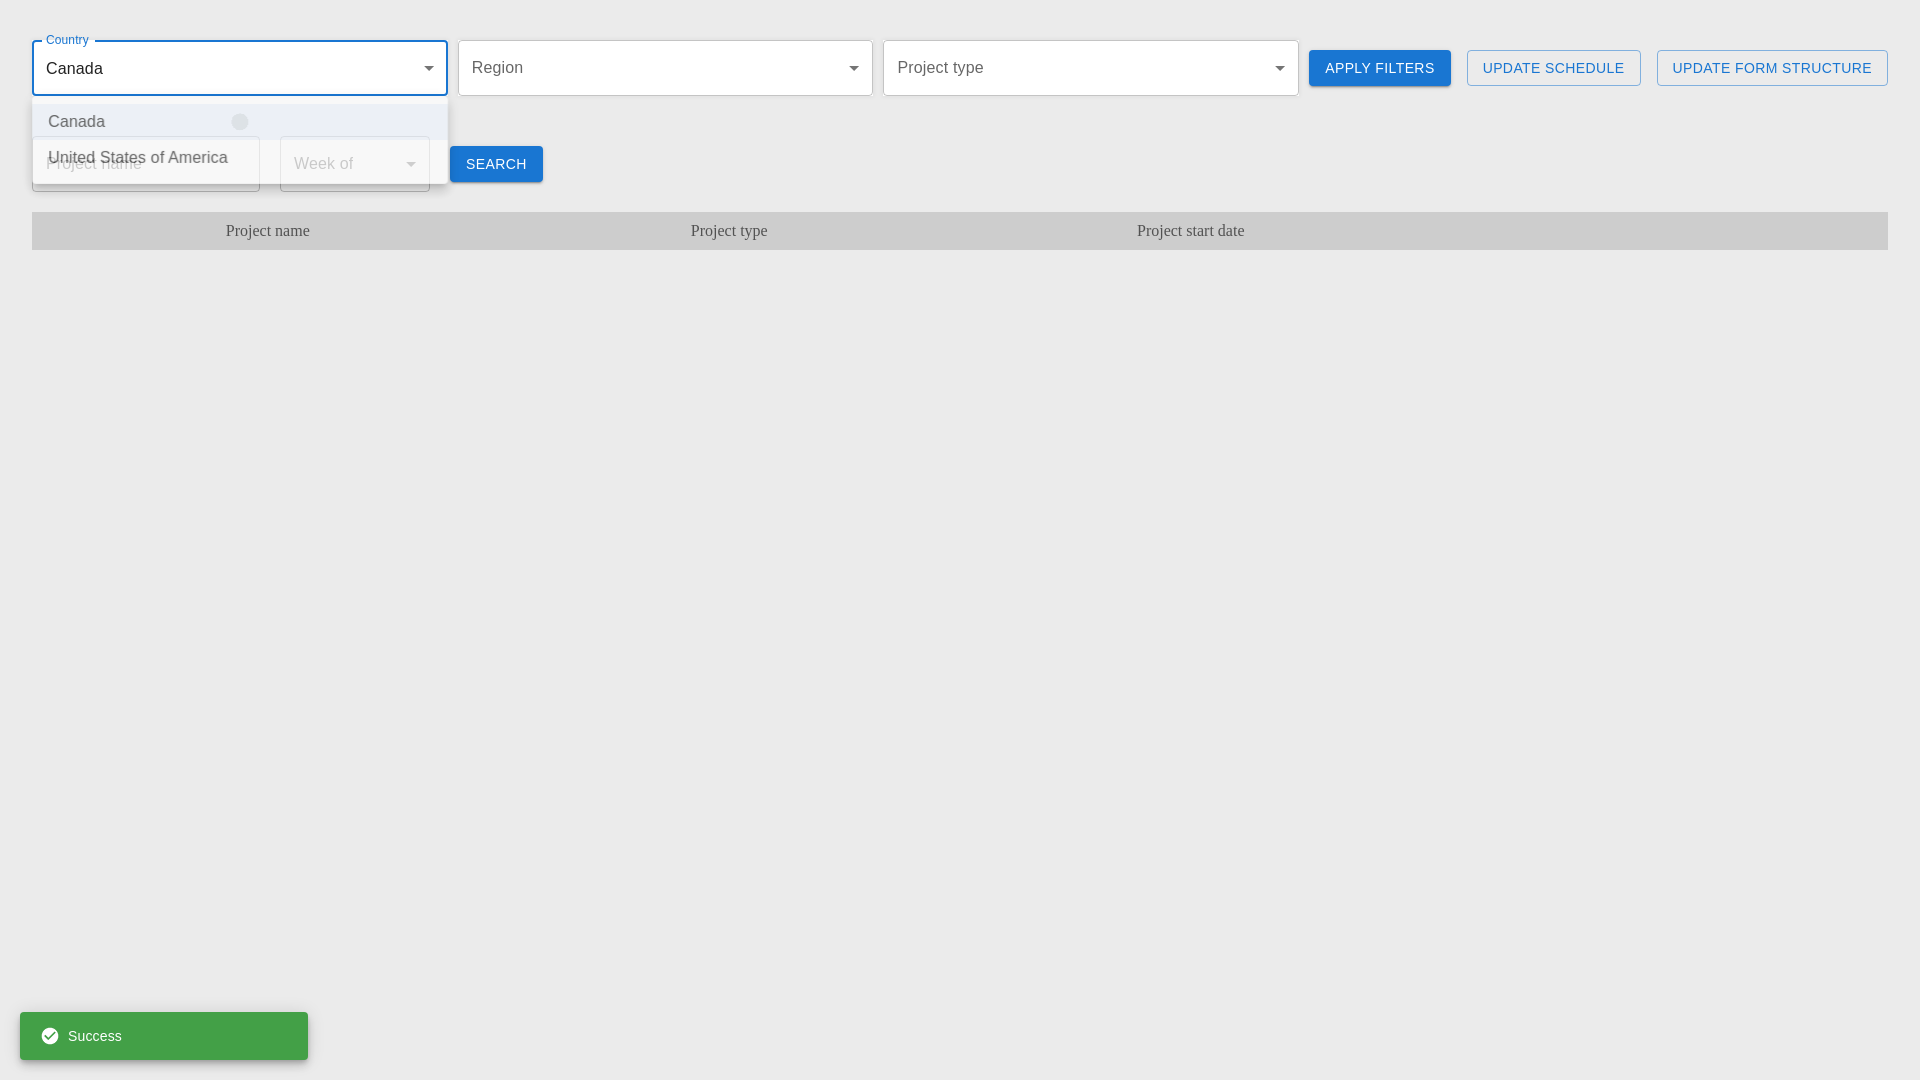 Country
Canada
Region
Project type
APPLY FILTERS
UPDATE SCHEDULE
UPDATE FORM STRUCTURE
Canada
United States of America
Project name
Week of
SEARCH
Project name
Project type
Project start date
Success